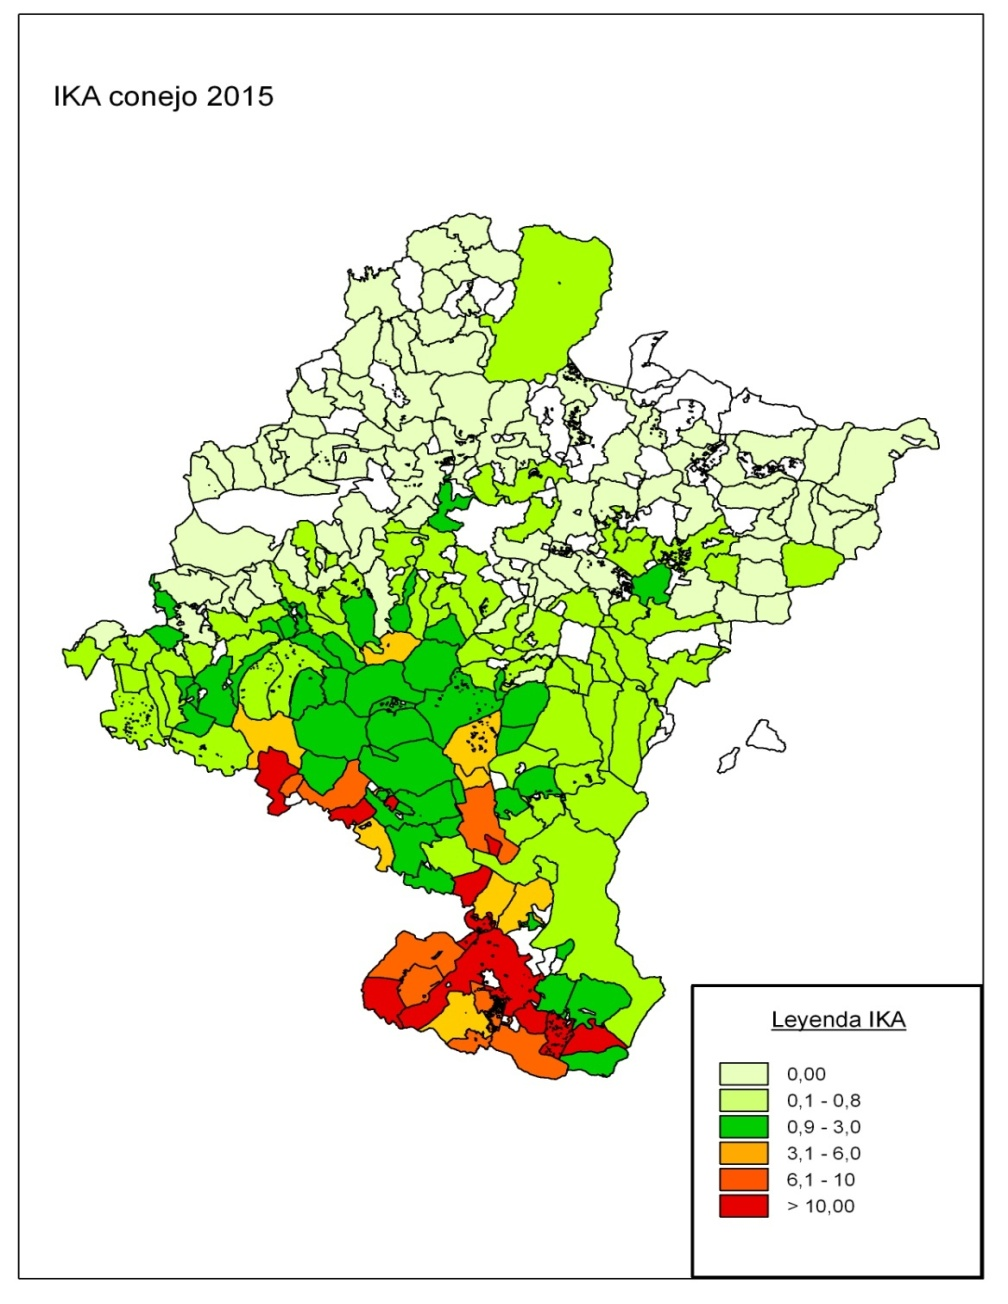 IKA conejo 2015
Leyenda IKA
0,00
0,1 - 0,8
0,9 - 3,0
3,1 - 6,0
6,1 - 10
> 10,00